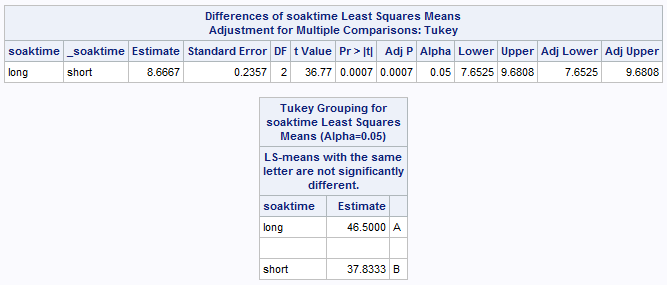 Differences of soaktime Least Squares Means
Adjustment for Multiple Comparisons: Tukey
soaktime _soaktime Estimate Standard Error DF t Value Pr > |t| Adj P Alpha Lower Upper Adj Lower Adj Upper
long short 8.6667 0.2357 2 36.77 0.0007 0.0007 0.05 7.6525 9.6808 7.6525 9.6808
Tukey Grouping for
soaktime Least Squares
Means (Alpha=0.05)
LS-means with the same
letter are not significantly
different.
soaktime Estimate
long 46.5000 A
short 37.8333 B